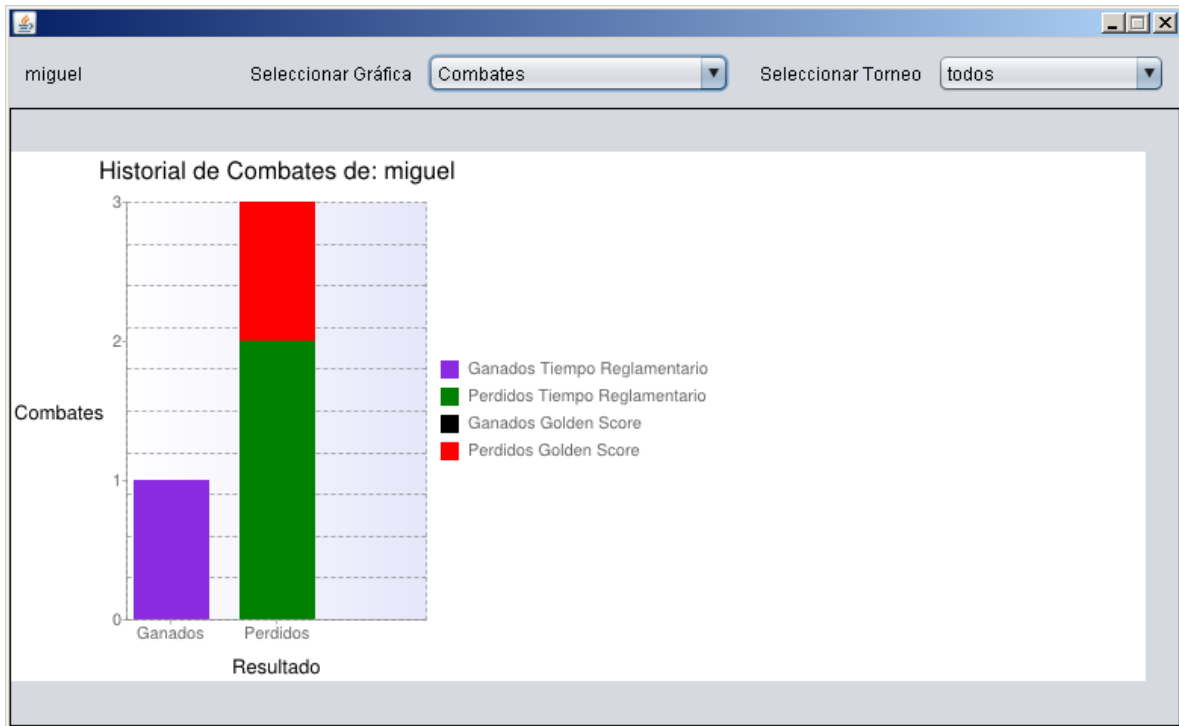 miguel Seleccionar Gráfica Combates Seleccionar Torneo todos
Historial de Combates de: miguel
3
2
1
0
Combates
Ganados Perdidos
Resultado
Ganados Tiempo Reglamentario
Perdidos Tiempo Reglamentario
Ganados Golden Score
Perdidos Golden Score